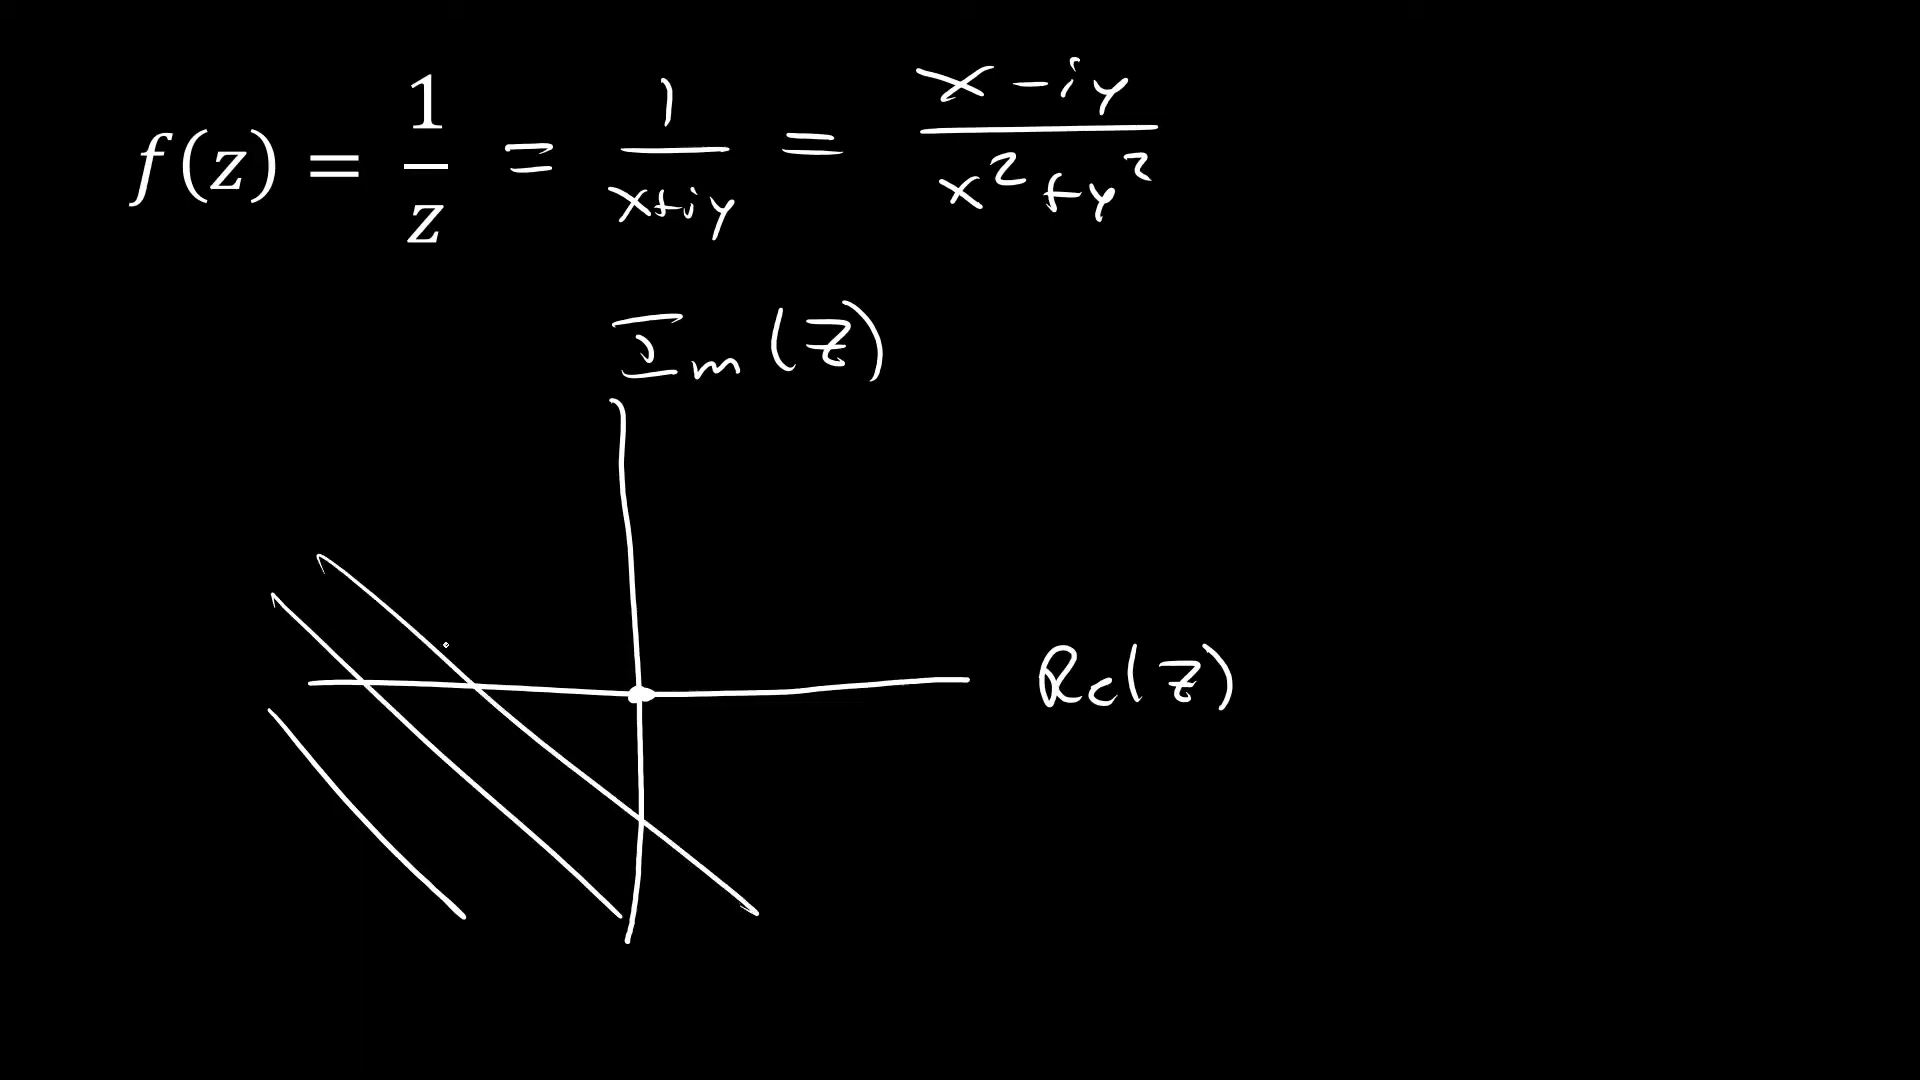 f(z) = 1/z = 1/(x+iy) = (x-iy)/(x²+y²)
Im(z)
Re(z)